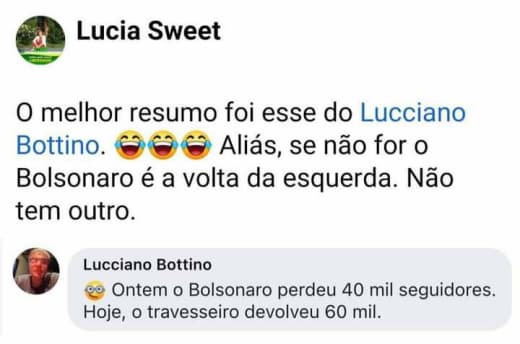 Lucia Sweet
O melhor resumo foi esse do Lucciano
Bottino. 😂😂😂 Aliás, se não for o
Bolsonaro é a volta da esquerda. Não
tem outro.
Lucciano Bottino
🤓 Ontem o Bolsonaro perdeu 40 mil seguidores.
Hoje, o travesseiro devolveu 60 mil.